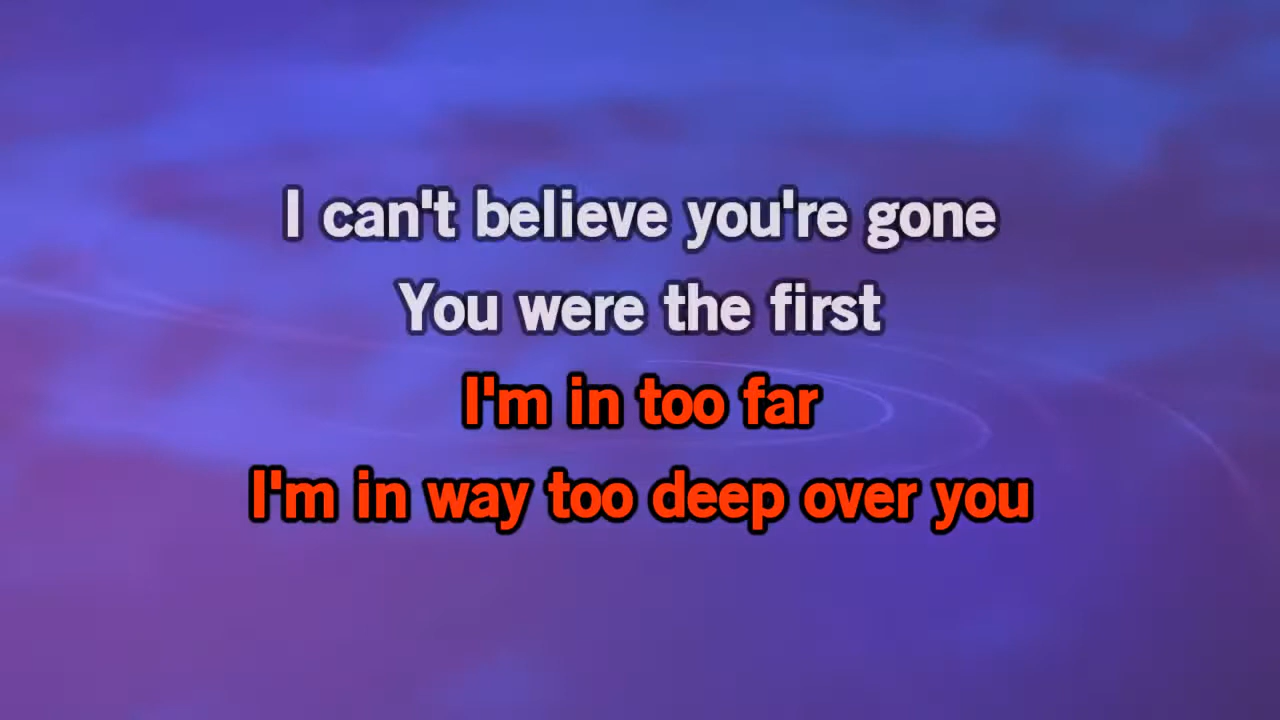 I can't believe you're gone
You were the first
I'm in too far
I'm in way too deep over you